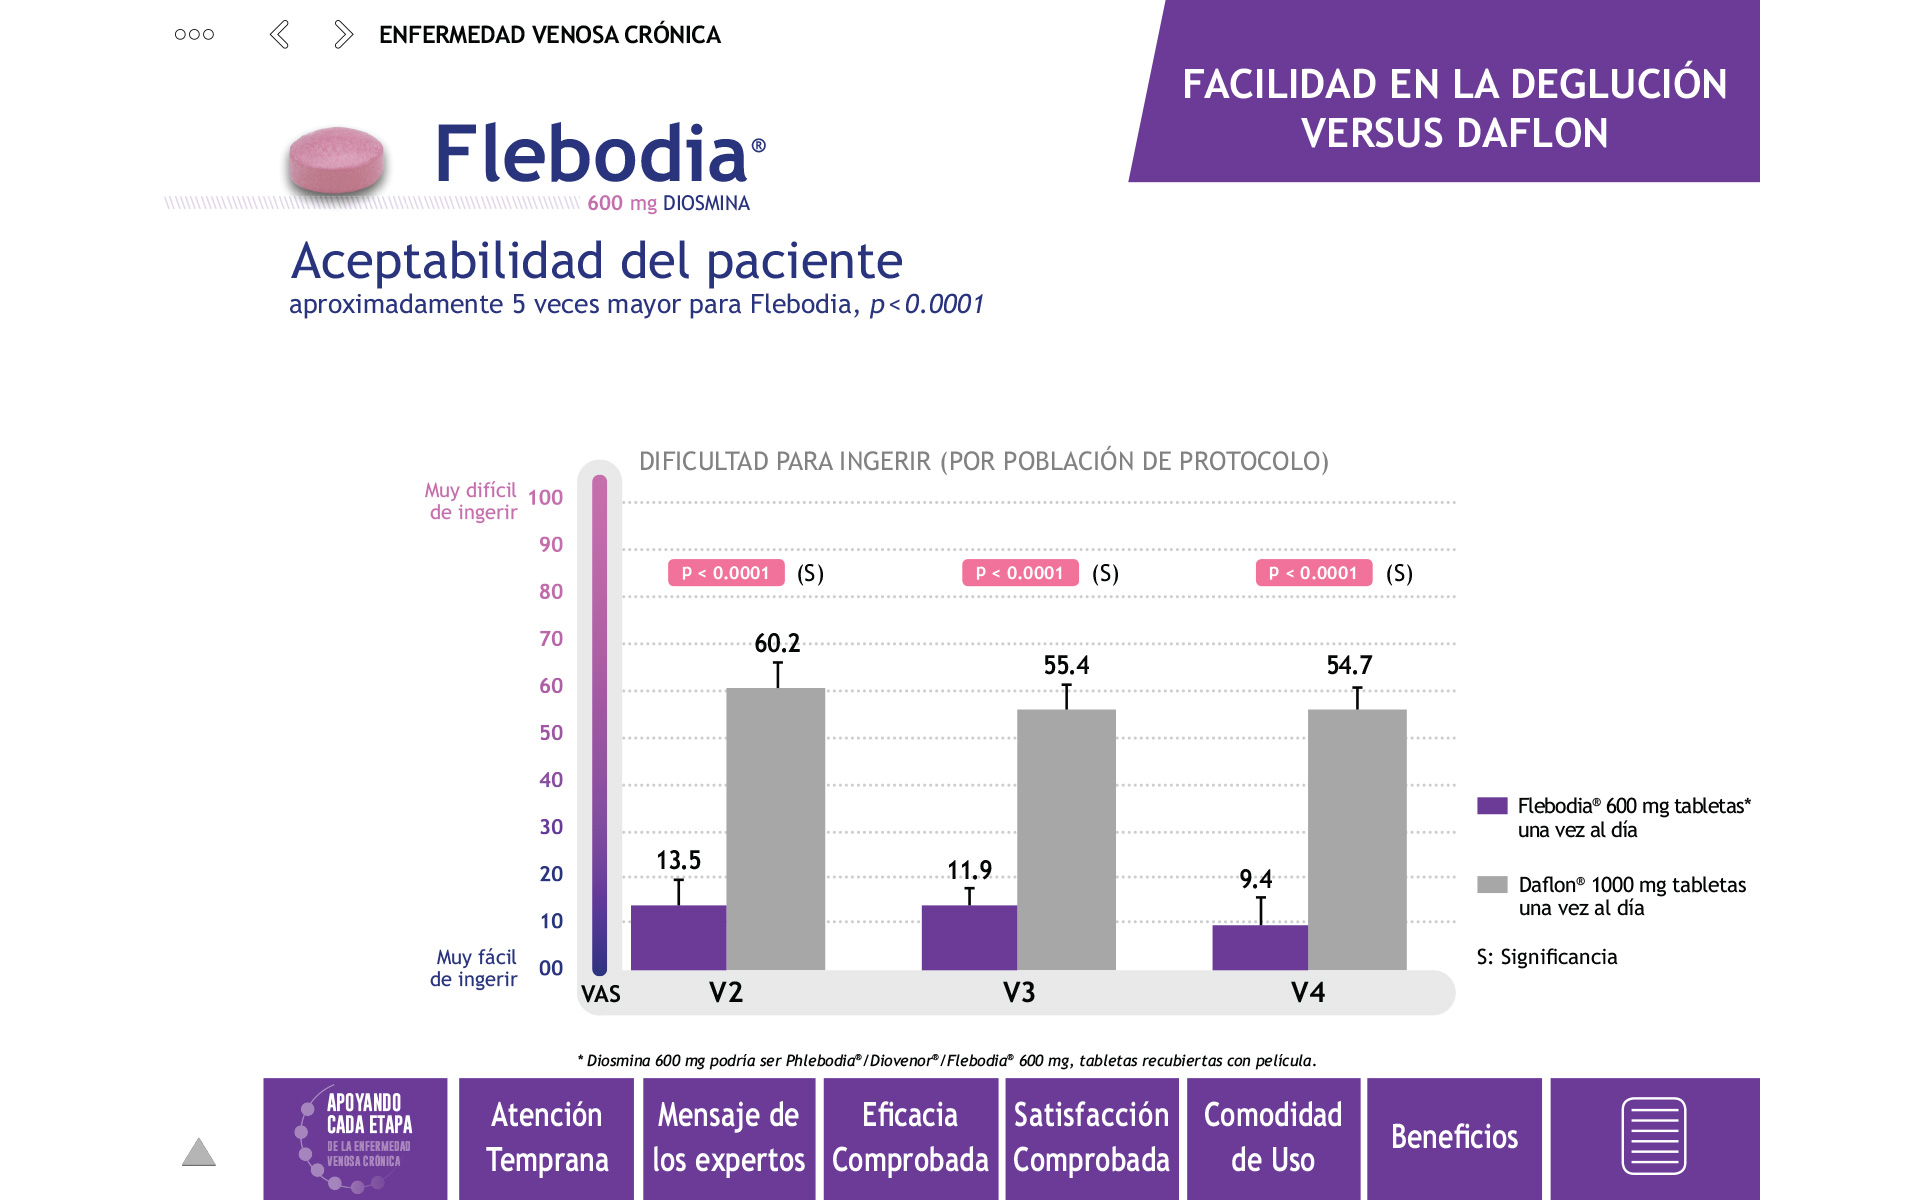 ENFERMEDAD VENOSA CRÓNICA
FACILIDAD EN LA DEGLUCIÓN
VERSUS DAFLON
Flebodia®
600 mg DIOSMINA
Aceptabilidad del paciente
aproximadamente 5 veces mayor para Flebodia, p<0.0001
DIFICULTAD PARA INGERIR (POR POBLACIÓN DE PROTOCOLO)
Muy difícil
de ingerir
100
90
80
70
60
50
40
30
20
10
00
Muy fácil
de ingerir
P < 0.0001 (S)
P < 0.0001 (S)
P < 0.0001 (S)
60.2
55.4
54.7
13.5
11.9
9.4
VAS
V2
V3
V4
Flebodia® 600 mg tabletas*
una vez al día
Daflon® 1000 mg tabletas
una vez al día
S: Significancia
* Diosmina 600 mg podría ser Phlebodia®/Diovenor®/Flebodia® 600 mg, tabletas recubiertas con película.
APOYANDO
CADA ETAPA
DE LA ENFERMEDAD
VENOSA CRÓNICA
Atención
Temprana
Mensaje de
los expertos
Eficacia
Comprobada
Satisfacción
Comprobada
Comodidad
de Uso
Beneficios